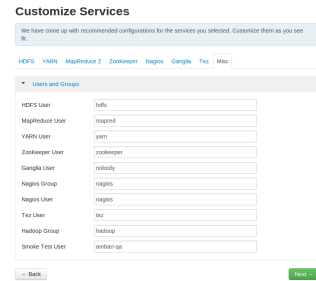 Customize Services
We have come up with recommended configurations for the services you selected. Customize them as you see
fit.
HDFS YARN MapReduce 2 ZooKeeper Nagios Ganglia Tez Misc
Users and Groups
HDFS User hdfs
MapReduce User mapred
YARN User yarn
ZooKeeper User zookeeper
Ganglia User nobody
Nagios Group nagios
Nagios User nagios
Tez User tez
Hadoop Group hadoop
Smoke Test User ambari-qa
← Back Next →